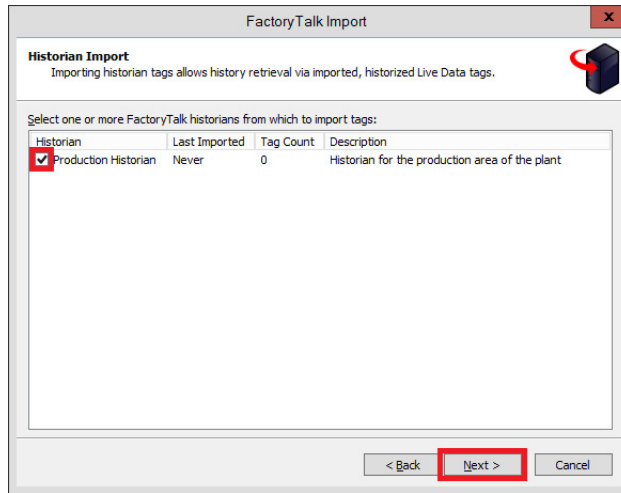 FactoryTalk Import
x
Historian Import
Importing historian tags allows history retrieval via imported, historized Live Data tags.
Select one or more FactoryTalk historians from which to import tags:
Historian Last Imported Tag Count Description
Production Historian Never 0 Historian for the production area of the plant
< Back Next > Cancel